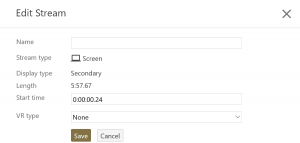 Edit Stream
Name
Stream type Screen
Display type Secondary
Length 5:57.67
Start time 0:00:00.24
VR type None
Save Cancel